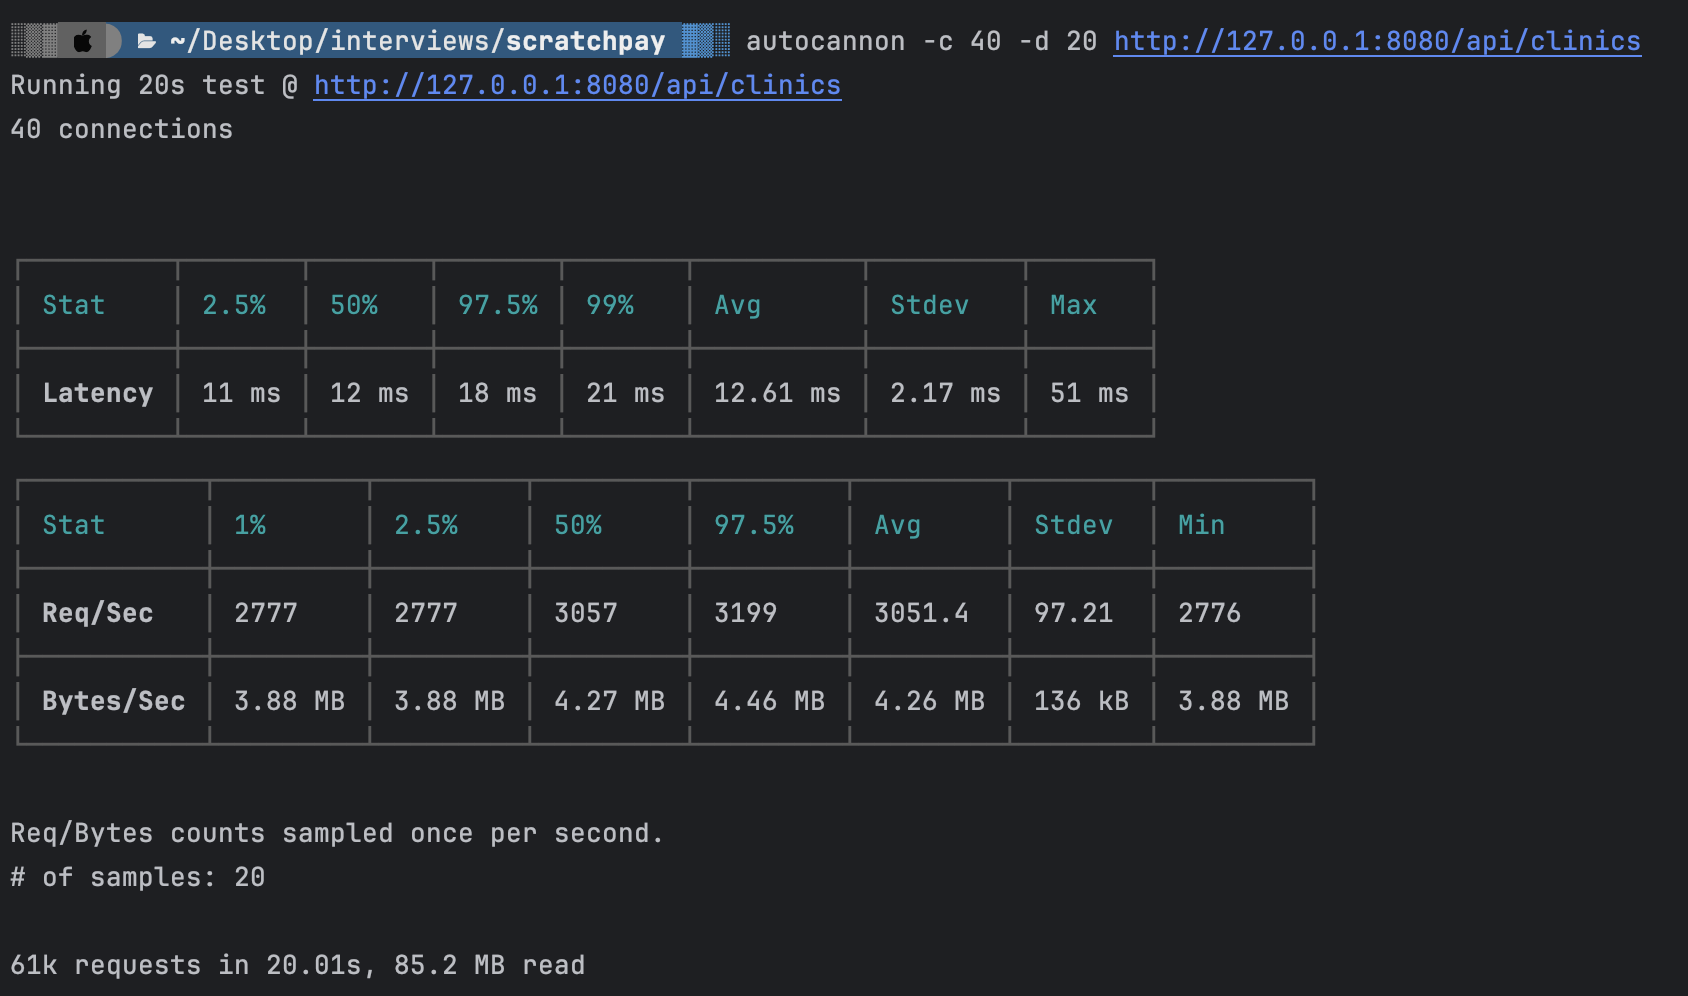 ~/Desktop/interviews/scratchpay autocannon -c 40 -d 20 http://127.0.0.1:8080/api/clinics
Running 20s test @ http://127.0.0.1:8080/api/clinics
40 connections
Stat 2.5% 50% 97.5% 99% Avg Stdev Max
Latency 11 ms 12 ms 18 ms 21 ms 12.61 ms 2.17 ms 51 ms
Stat 1% 2.5% 50% 97.5% Avg Stdev Min
Req/Sec 2777 2777 3057 3199 3051.4 97.21 2776
Bytes/Sec 3.88 MB 3.88 MB 4.27 MB 4.46 MB 4.26 MB 136 kB 3.88 MB
Req/Bytes counts sampled once per second.
# of samples: 20
61k requests in 20.01s, 85.2 MB read